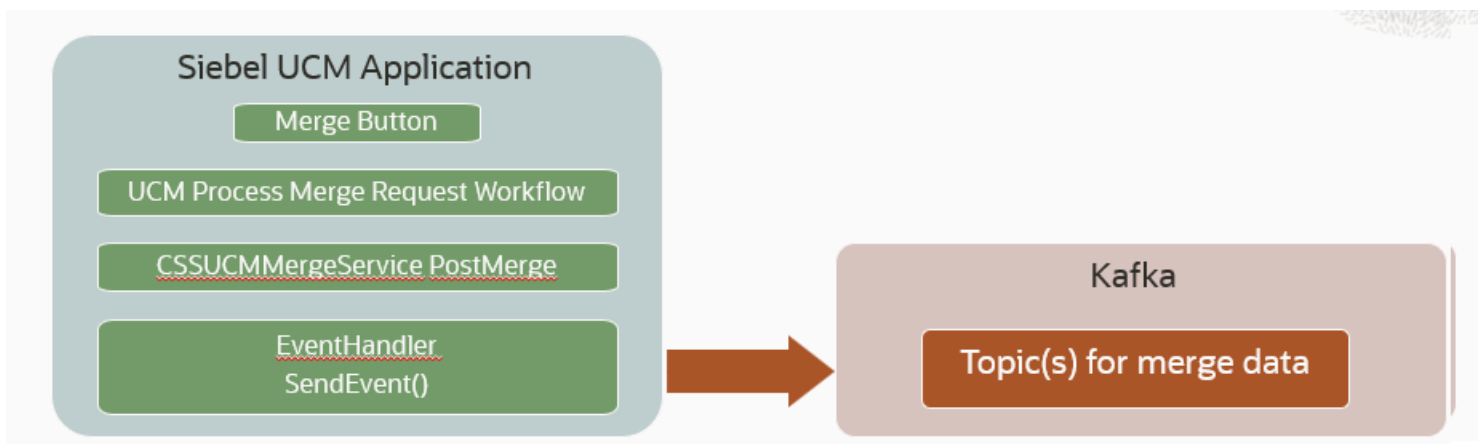 Siebel UCM Application
Merge Button
UCM Process Merge Request Workflow
CSSUCMMergeService PostMerge
EventHandler
SendEvent()
Kafka
Topic(s) for merge data